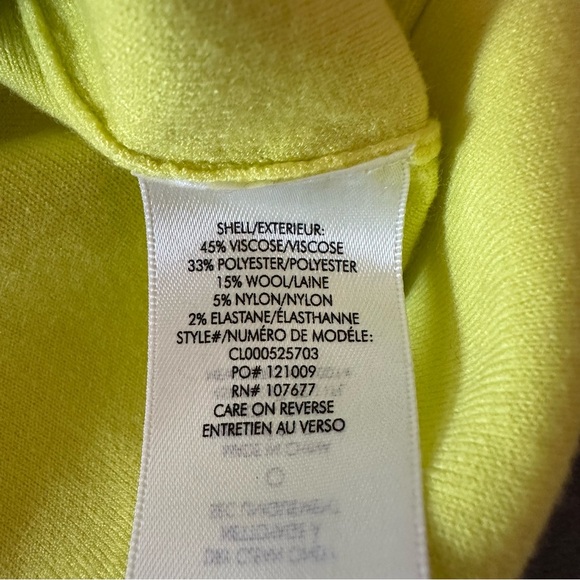 SHELL/EXTERIEUR:
45% VISCOSE/VISCOSE
33% POLYESTER/POLYESTER
15% WOOL/LAINE
5% NYLON/NYLON
2% ELASTANE/ÉLASTHANNE
STYLE#/NUMÉRO DE MODÉLE:
CL000525703
PO# 121009
RN# 107677
CARE ON REVERSE
ENTRETIEN AU VERSO